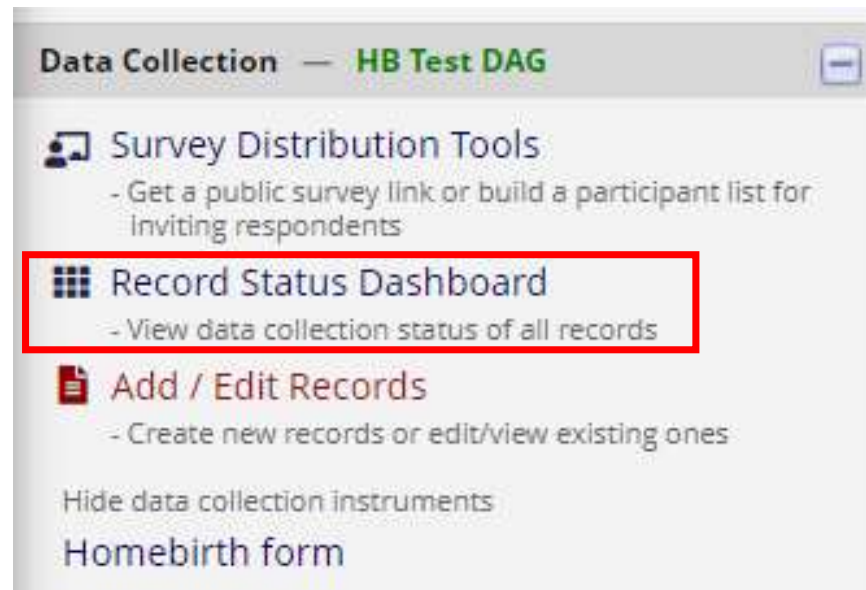 Data Collection — HB Test DAG
Survey Distribution Tools
- Get a public survey link or build a participant list for
inviting respondents
Record Status Dashboard
- View data collection status of all records
Add / Edit Records
- Create new records or edit/view existing ones
Hide data collection instruments
Homebirth form